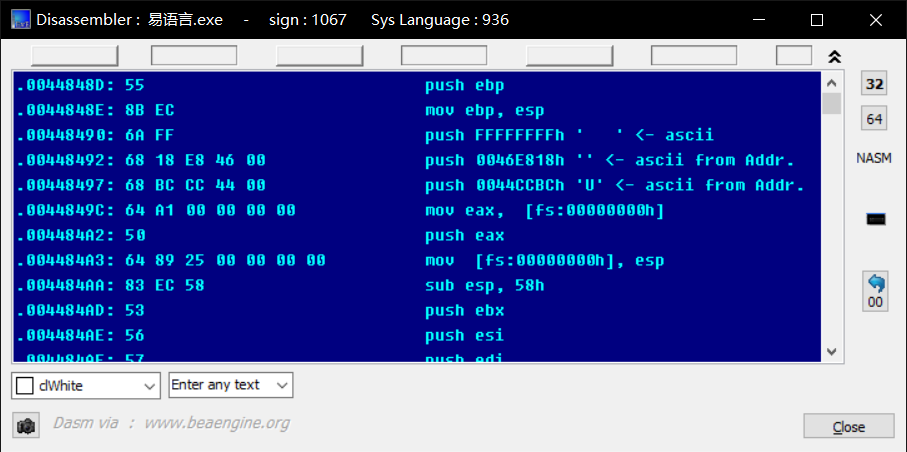 Disassembler : 易语言.exe - sign : 1067 Sys Language : 936
.0044848D: 55 push ebp
.0044848E: 8B EC mov ebp, esp
.00448490: 6A FF push FFFFFFFFh ' ' <- ascii
.00448492: 68 18 E8 46 00 push 0046E818h '' <- ascii from Addr.
.00448497: 68 BC CC 44 00 push 0044CCBCh 'U' <- ascii from Addr.
.0044849C: 64 A1 00 00 00 00 mov eax, [fs:00000000h]
.004484A2: 50 push eax
.004484A3: 64 89 25 00 00 00 00 mov [fs:00000000h], esp
.004484AA: 83 EC 58 sub esp, 58h
.004484AD: 53 push ebx
.004484AE: 56 push esi
.004484AF: 57 push edi
32
64
NASM
00
clWhite
Enter any text
Dasm via : www.beaengine.org
Close